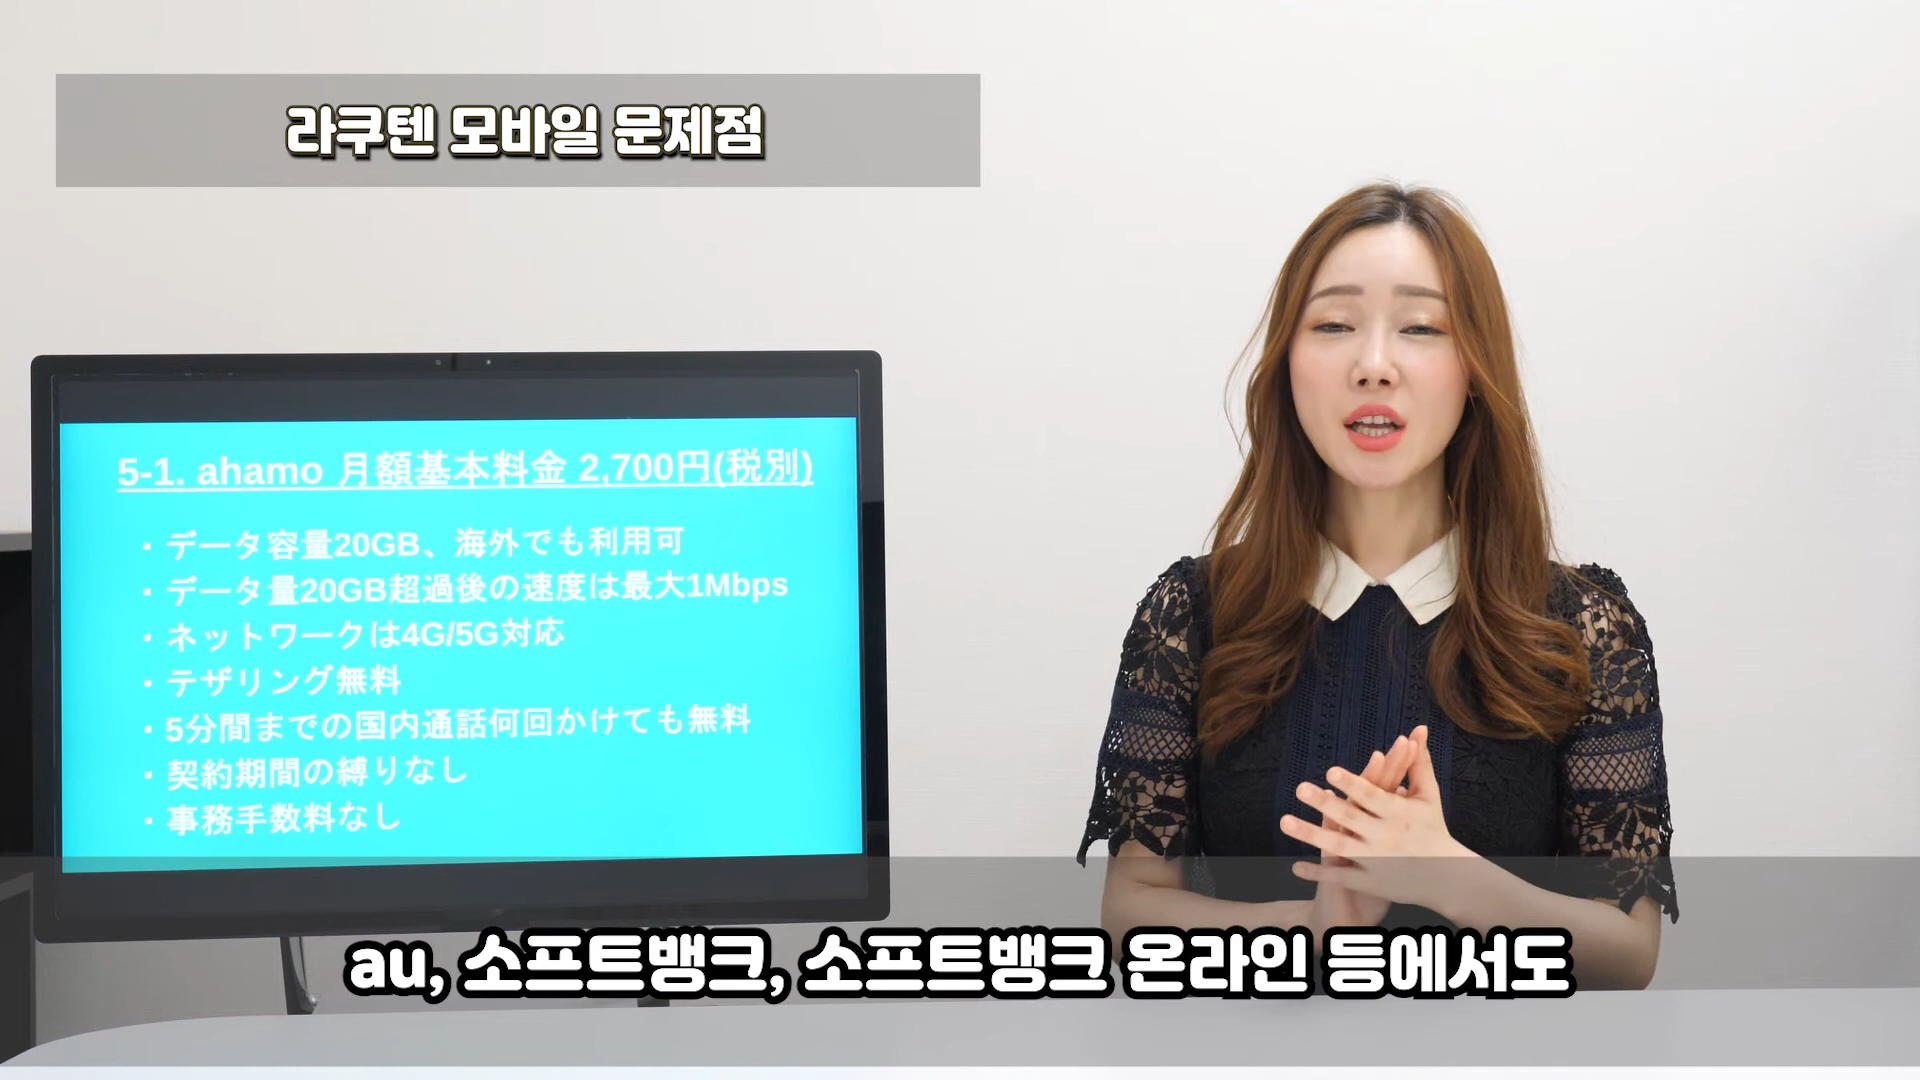 라쿠텐 모바일 문제점
5-1. ahamo 月額基本料金 2,700円(税別)
・データ容量20GB、海外でも利用可
・データ量20GB超過後の速度は最大1Mbps
・ネットワークは4G/5G対応
・テザリング無料
・5分間までの国内通話何回かけても無料
・契約期間の縛りなし
・事務手数料なし
au, 소프트뱅크, 소프트뱅크 온라인 등에서도